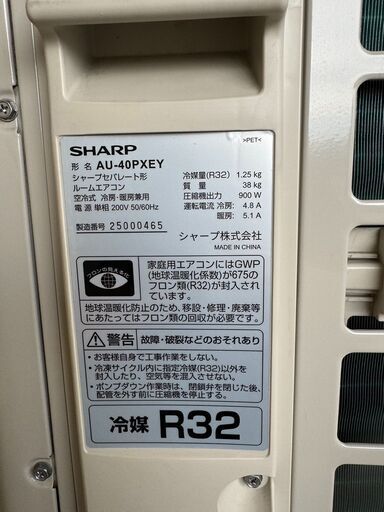 >PET<
SHARP
形 名 AU-40PXEY
シャープセパレート形
ルームエアコン
空冷式 冷房・暖房兼用
電 源 単相 200V 50/60Hz
製造番号 25000465
冷媒量(R32) 1.25 kg
質 量 38 kg
圧縮機出力 900 W
運転電流 冷房: 4.8 A
暖房: 5.1 A
シャープ株式会社
MADE IN CHINA
フロンの見える化
家庭用エアコンにはGWP
(地球温暖化係数)が675の
フロン類(R32)が封入され
ています。
地球温暖化防止のため、移設・修理・廃棄等
にあたってはフロン類の回収が必要です。
警告 故障・破裂などのおそれあり
•お客様自身で工事作業をしない。
•冷凍サイクル内に指定冷媒(R32)以外を
封入したり、空気等を混入させない。
•ポンプダウン作業時は、閉鎖弁を閉じた後、
配管を外す前に圧縮機を停止する。
冷媒 R32